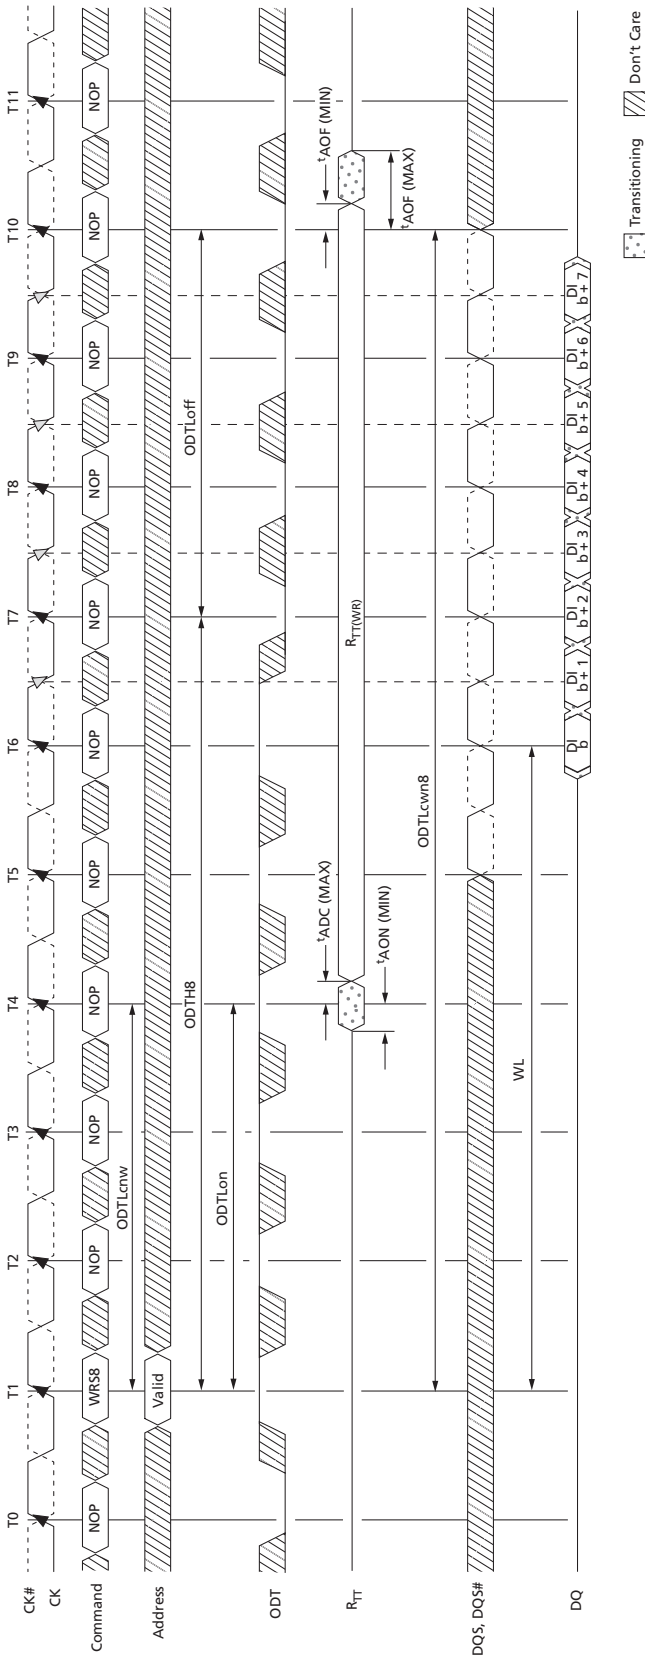 T0 T1 T2 T3 T4 T5 T6 T7 T8 T9 T10 T11
CK#
CK
Command NOP WRS8 NOP NOP NOP NOP NOP NOP NOP NOP NOP NOP
ODTLcnw
Address Valid
ODTH8 ODTLoff
ODTLon
ODT
tADC (MAX) tAOF (MIN)
RTT RTT(WR)
tAON (MIN) tAOF (MAX)
ODTLcwn8
DQS, DQS#
WL
DQ DI b DI b + 1 DI b + 2 DI b + 3 DI b + 4 DI b + 5 DI b + 6 DI b + 7
Transitioning Don't Care